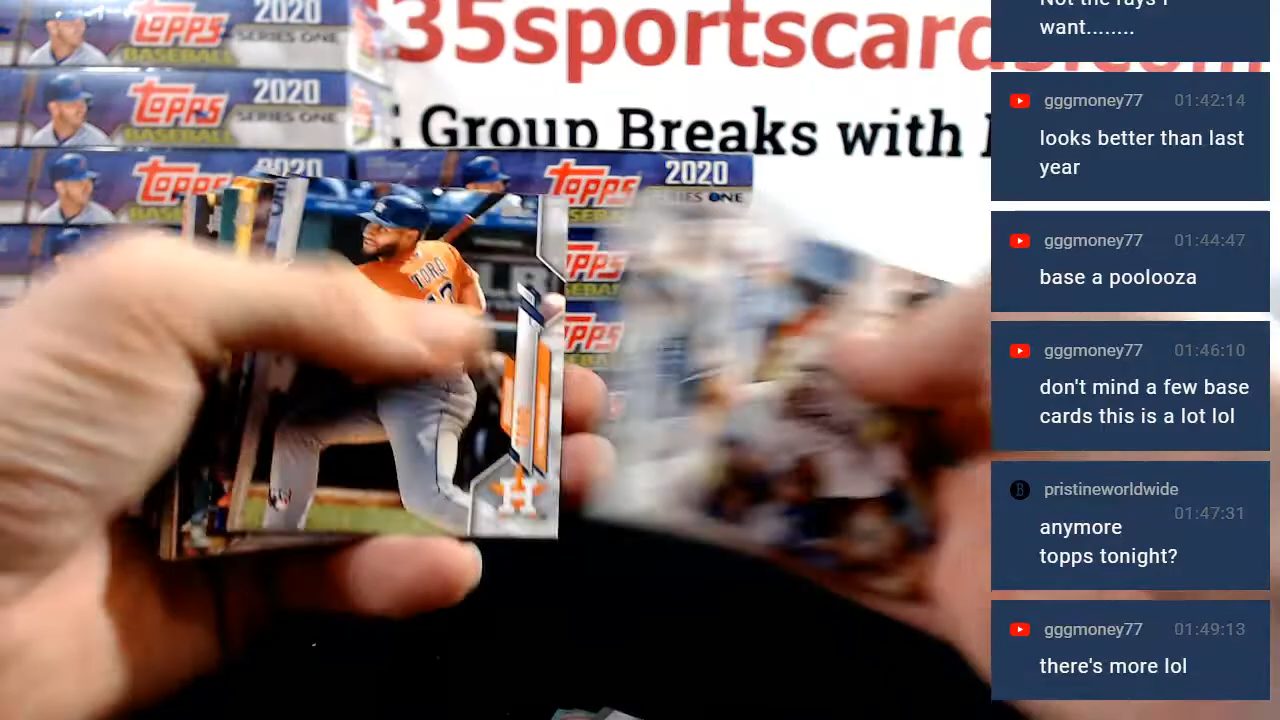 2020
TOPPS
SERIES ONE
BASEBALL
35sportscard
.com
: Group Breaks with
2020
TOPPS
SERIES ONE
BASEBALL
2020
TOPPS
2020
TOPPS
SERIES ONE
TORO
H
want........
gggmoney77 01:42:14
looks better than last
year
gggmoney77 01:44:47
base a poolooza
gggmoney77 01:46:10
don't mind a few base
cards this is a lot lol
pristineworldwide
01:47:31
anymore
topps tonight?
gggmoney77 01:49:13
there's more lol